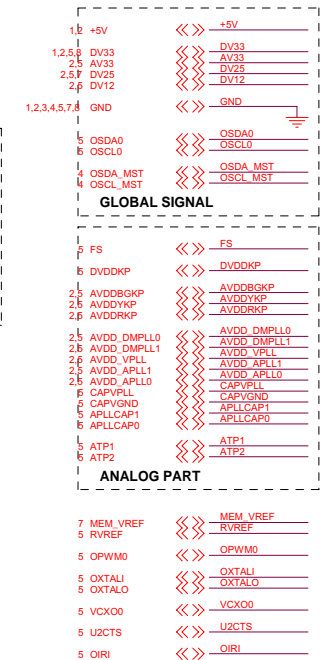 1,2 +5V +5V
1,2,5,8 DV33 DV33
2,5 AV33 AV33
2,5,7 DV25 DV25
2,6 DV12 DV12
1,2,3,4,5,7,8 GND GND
5 OSDA0 OSDA0
5 OSCL0 OSCL0
4 OSDA_MST OSDA_MST
4 OSCL_MST OSCL_MST
GLOBAL SIGNAL
5 FS FS
6 DVDDKP DVDDKP
2,5 AVDDBGKP AVDDBGKP
2,5 AVDDYKP AVDDYKP
2,6 AVDDRKP AVDDRKP
2,5 AVDD_DMPLL0 AVDD_DMPLL0
2,5 AVDD_DMPLL1 AVDD_DMPLL1
2,6 AVDD_VPLL AVDD_VPLL
2,5 AVDD_APLL1 AVDD_APLL1
2,5 AVDD_APLL0 AVDD_APLL0
5 CAPVPLL CAPVPLL
5 CAPVGND CAPVGND
5 APLLCAP1 APLLCAP1
5 APLLCAP0 APLLCAP0
5 ATP1 ATP1
5 ATP2 ATP2
ANALOG PART
7 MEM_VREF MEM_VREF
5 RVREF RVREF
5 OPWM0 OPWM0
5 OXTALI OXTALI
5 OXTALO OXTALO
5 VCXO0 VCXO0
5 U2CTS U2CTS
5 OIRI OIRI